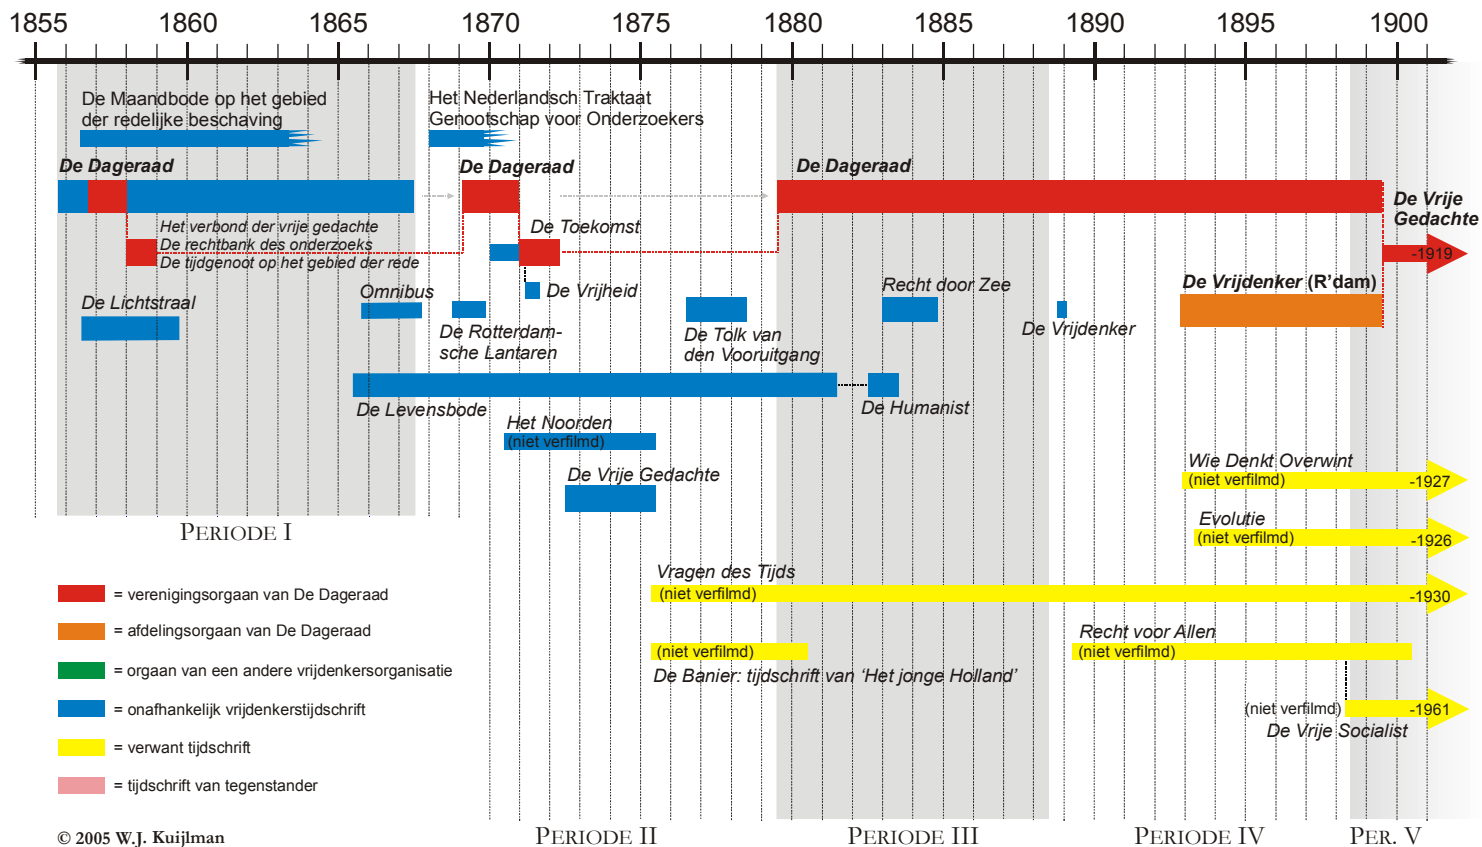 1855 1860 1865 1870 1875 1880 1885 1890 1895 1900
De Maandbode op het gebied
der redelijke beschaving
Het Nederlandsch Traktaat
Genootschap voor Onderzoekers
De Dageraad
De Dageraad
De Dageraad
De Vrije
Gedachte
-1919
Het verbond der vrije gedachte
De rechtbank des onderzoeks
De tijdgenoot op het gebied der rede
De Toekomst
De Vrijheid
De Lichtstraal
Omnibus
De Rotterdam-
sche Lantaren
De Tolk van
den Vooruitgang
Recht door Zee
De Vrijdenker
De Vrijdenker (R'dam)
De Levensbode
De Humanist
Het Noorden
(niet verfilmd)
De Vrije Gedachte
Wie Denkt Overwint
(niet verfilmd)
-1927
Evolutie
(niet verfilmd)
-1926
PERIODE I
Vragen des Tijds
(niet verfilmd)
-1930
(niet verfilmd)
De Banier: tijdschrift van ‘Het jonge Holland’
Recht voor Allen
(niet verfilmd)
(niet verfilmd)
-1961
De Vrije Socialist
= verenigingsorgaan van De Dageraad
= afdelingsorgaan van De Dageraad
= orgaan van een andere vrijdenkersorganisatie
= onafhankelijk vrijdenkerstijdschrift
= verwant tijdschrift
= tijdschrift van tegenstander
© 2005 W.J. Kuijlman
PERIODE II PERIODE III PERIODE IV PER. V